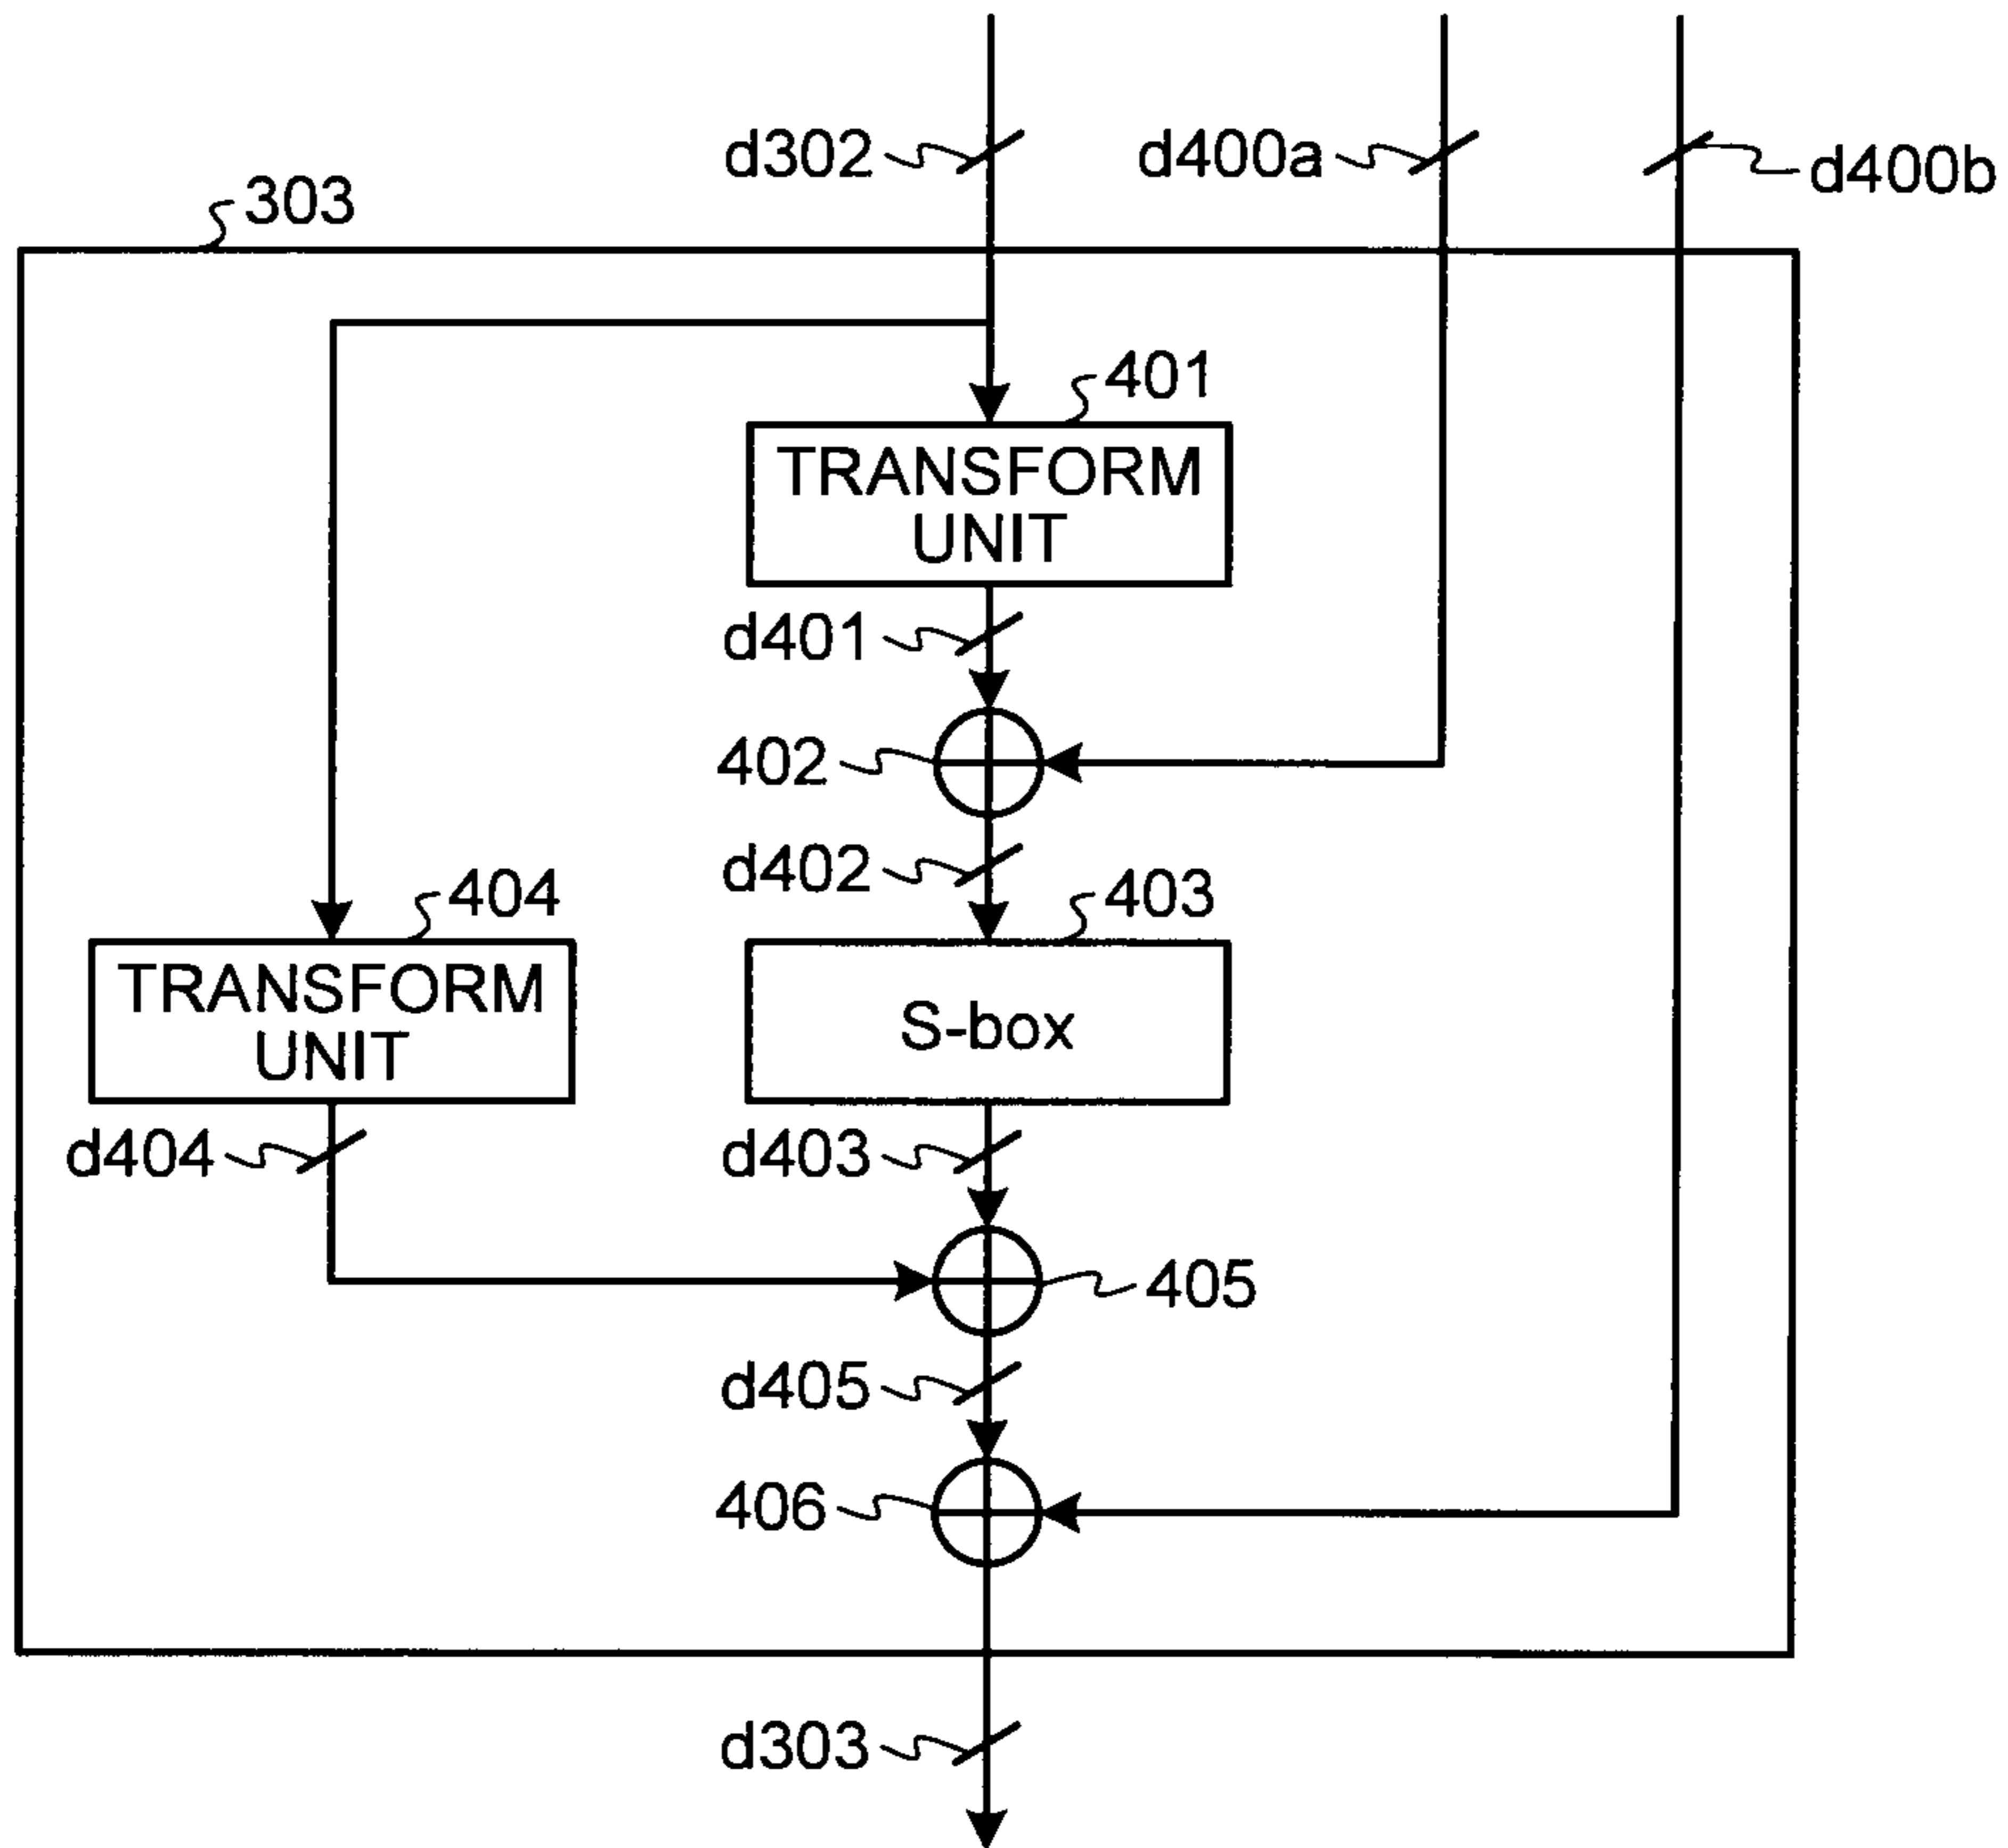 d302
d400a
d400b
303
401
TRANSFORM
UNIT
d401
402
d402
404
403
TRANSFORM
UNIT
S-box
d404
d403
405
d405
406
d303